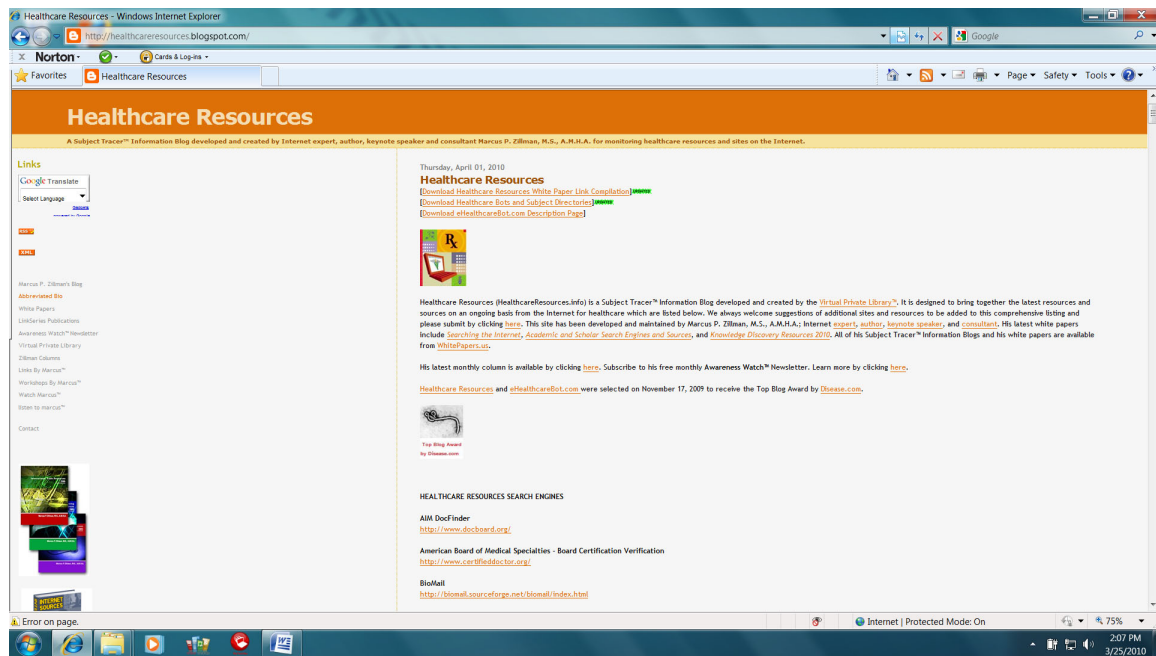 Healthcare Resources - Windows Internet Explorer
http://healthcareresources.blogspot.com/
Google
x Norton -
Cards & Log-ins
Favorites
Healthcare Resources
Page Safety Tools
Healthcare Resources
A Subject Tracer™ Information Blog developed and created by Internet expert, author, keynote speaker and consultant Marcus P. Zillman, M.S., A.M.H.A. for monitoring healthcare resources and sites on the Internet.
Links
Google Translate
Select Language
RSS
XML
Marcus P. Zillman's Blog
Abbreviated Bio
White Papers
LinkSeries Publications
Awareness Watch™ Newsletter
Virtual Private Library
Zillman Columns
Links By Marcus™
Workshops By Marcus™
Watch Marcus™
listen to marcus™
Contact
INTERNET
SOURCES
Thursday, April 01, 2010
Healthcare Resources
[Download Healthcare Resources White Paper Link Compilation] UPDATED
[Download Healthcare Bots and Subject Directories] UPDATED
[Download eHealthcareBot.com Description Page]
Rx
Healthcare Resources (HealthcareResources.info) is a Subject Tracer™ Information Blog developed and created by the Virtual Private Library™. It is designed to bring together the latest resources and
sources on an ongoing basis from the Internet for healthcare which are listed below. We always welcome suggestions of additional sites and resources to be added to this comprehensive listing and
please submit by clicking here. This site has been developed and maintained by Marcus P. Zillman, M.S., A.M.H.A.; Internet expert, author, keynote speaker, and consultant. His latest white papers
include Searching the Internet, Academic and Scholar Search Engines and Sources, and Knowledge Discovery Resources 2010. All of his Subject Tracer™ Information Blogs and his white papers are available
from WhitePapers.us.
His latest monthly column is available by clicking here. Subscribe to his free monthly Awareness Watch™ Newsletter. Learn more by clicking here.
Healthcare Resources and eHealthcareBot.com were selected on November 17, 2009 to receive the Top Blog Award by Disease.com.
Top Blog Award
by Disease.com
HEALTHCARE RESOURCES SEARCH ENGINES
AIM DocFinder
http://www.docboard.org/
American Board of Medical Specialties - Board Certification Verification
http://www.certifieddoctor.org/
BioMail
http://biomail.sourceforge.net/biomail/index.html
Error on page.
Internet | Protected Mode: On
75%
2:07 PM
3/25/2010